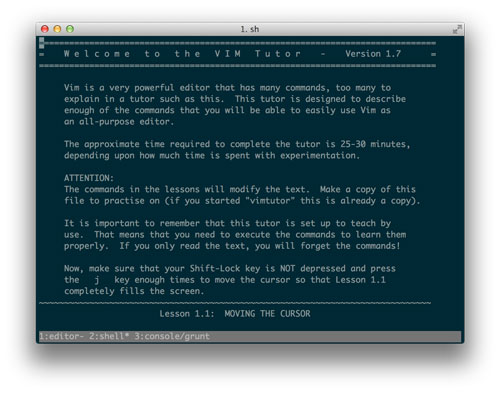 1. sh
===============================================================================
=    W e l c o m e   t o   t h e   V I M   T u t o r    -    Version 1.7      =
===============================================================================
Vim is a very powerful editor that has many commands, too many to
explain in a tutor such as this.  This tutor is designed to describe
enough of the commands that you will be able to easily use Vim as
an all-purpose editor.
The approximate time required to complete the tutor is 25-30 minutes,
depending upon how much time is spent with experimentation.
ATTENTION:
The commands in the lessons will modify the text.  Make a copy of this
file to practise on (if you started "vimtutor" this is already a copy).
It is important to remember that this tutor is set up to teach by
use.  That means that you need to execute the commands to learn them
properly.  If you only read the text, you will forget the commands!
Now, make sure that your Shift-Lock key is NOT depressed and press
the   j   key enough times to move the cursor so that Lesson 1.1
completely fills the screen.
~~~~~~~~~~~~~~~~~~~~~~~~~~~~~~~~~~~~~~~~~~~~~~~~~~~~~~~~~~~~~~~~~~~~~~~~~~~~~~
Lesson 1.1:  MOVING THE CURSOR
1:editor- 2:shell* 3:console/grunt